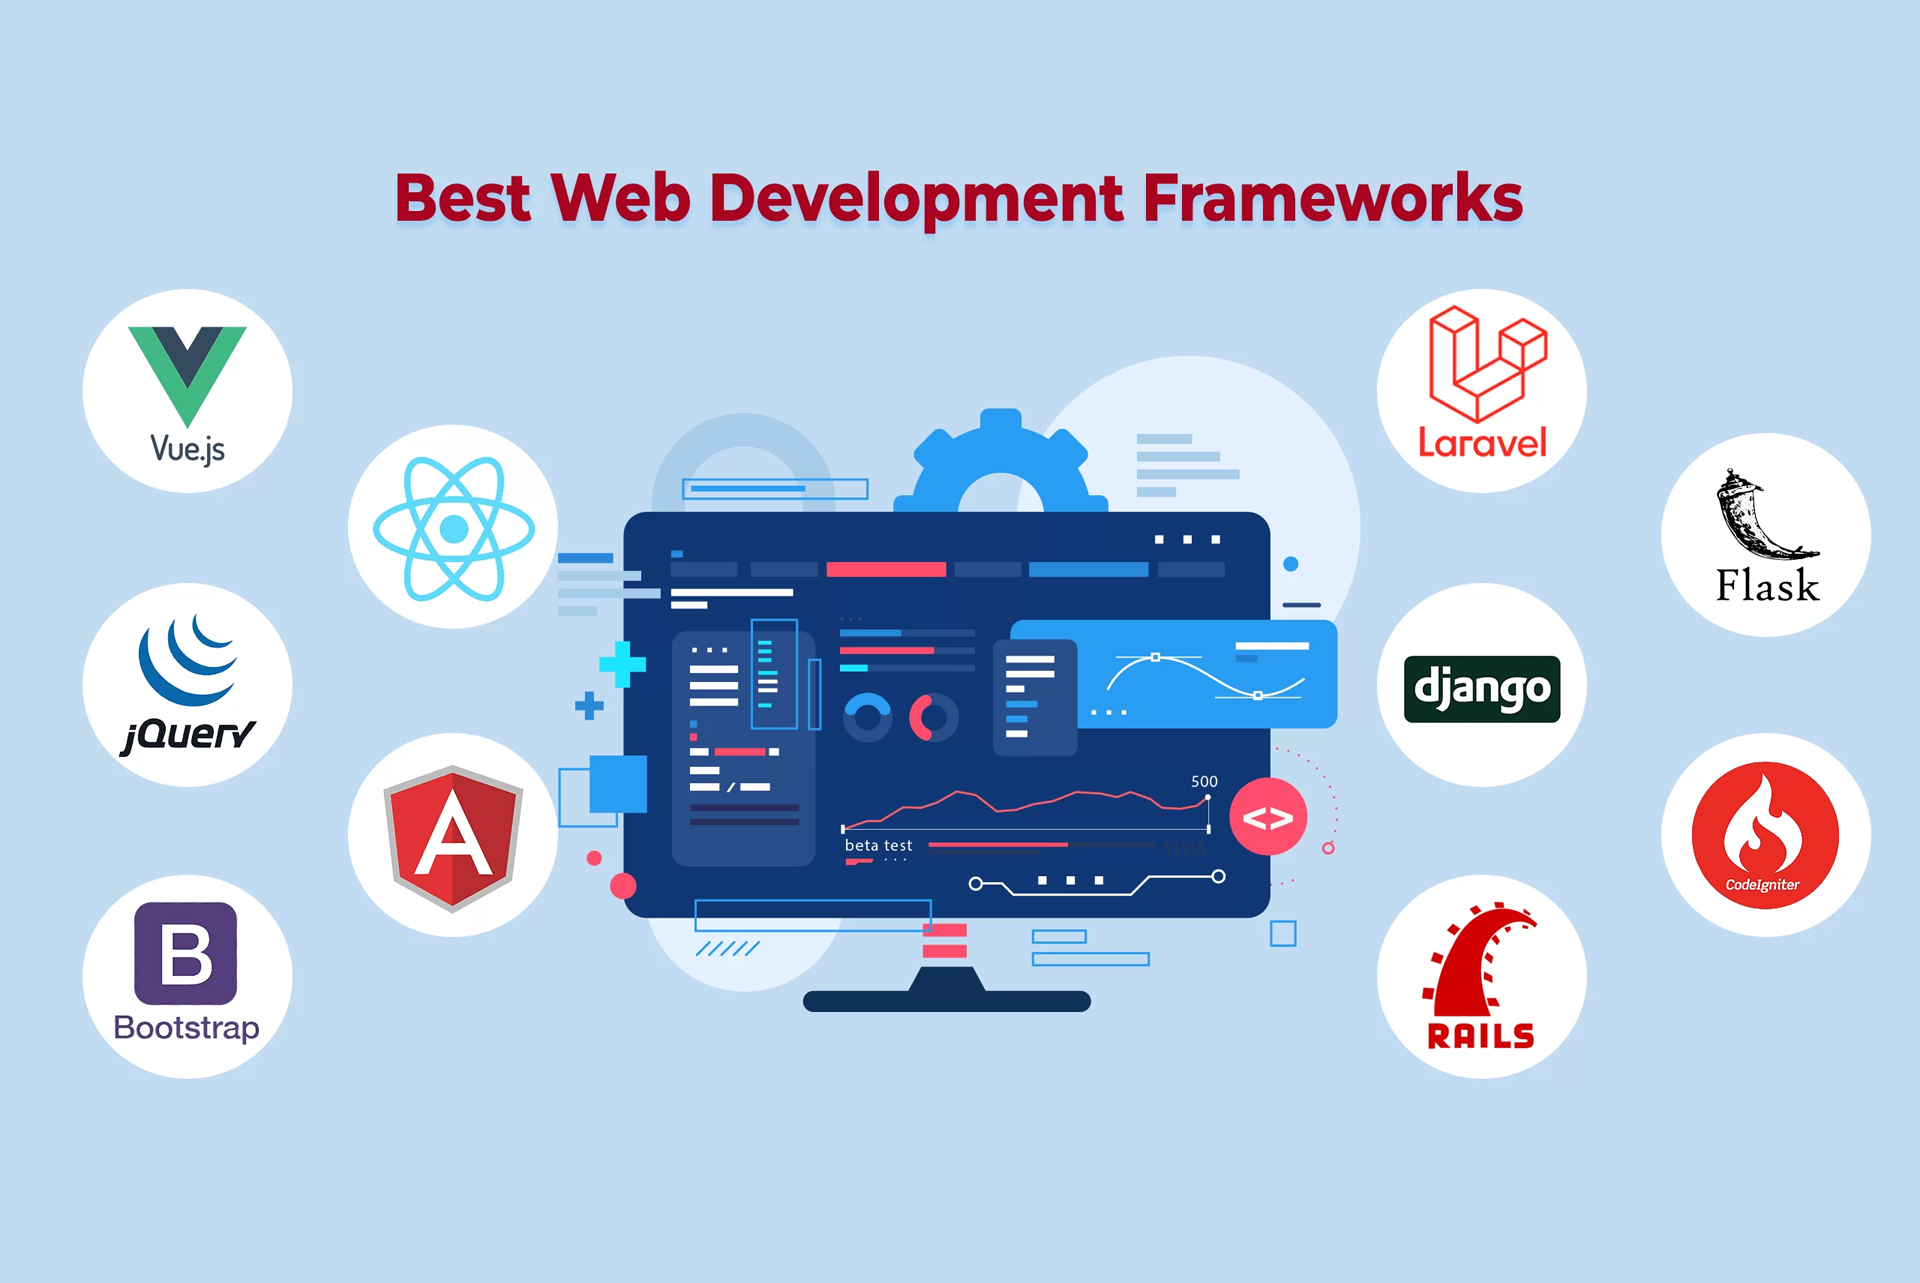 Best Web Development Frameworks
Vue.js
jQuery
A
B
Bootstrap
500
beta test
<>
Laravel
Flask
django
CodeIgniter
RAILS